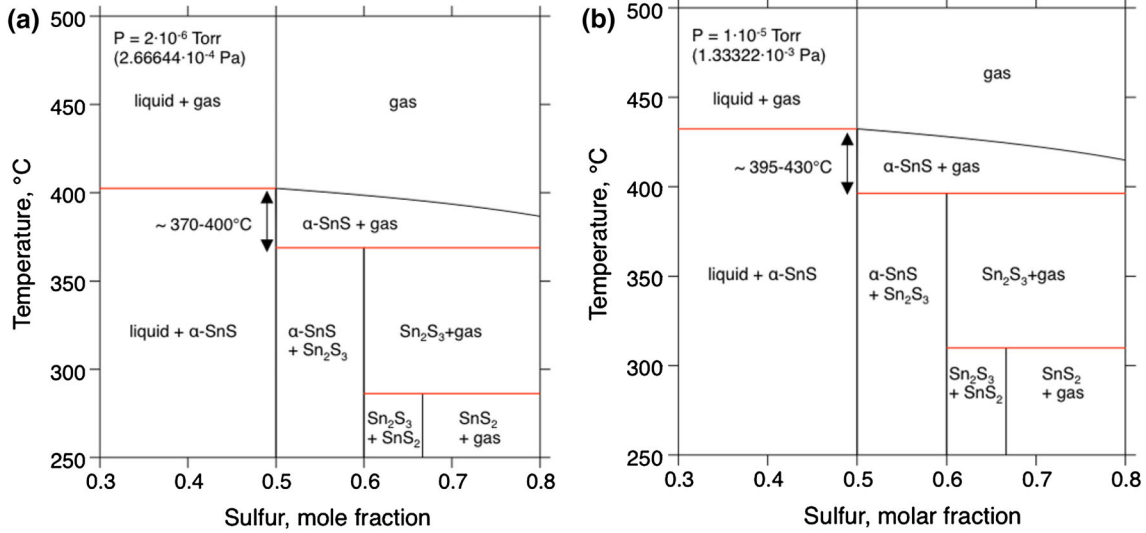 (a)
500
450
400
350
300
250
Temperature, °C
P = 2·10⁻⁶ Torr
(2.66644·10⁻⁴ Pa)
liquid + gas
gas
~ 370-400°C
α-SnS + gas
liquid + α-SnS
α-SnS
+ Sn₂S₃
Sn₂S₃+gas
Sn₂S₃
+ SnS₂
SnS₂
+ gas
0.3 0.4 0.5 0.6 0.7 0.8
Sulfur, mole fraction
(b)
500
450
400
350
300
250
Temperature, °C
P = 1·10⁻⁵ Torr
(1.33322·10⁻³ Pa)
liquid + gas
gas
~ 395-430°C
α-SnS + gas
liquid + α-SnS
α-SnS
+ Sn₂S₃
Sn₂S₃+gas
Sn₂S₃
+ SnS₂
SnS₂
+ gas
0.3 0.4 0.5 0.6 0.7 0.8
Sulfur, molar fraction